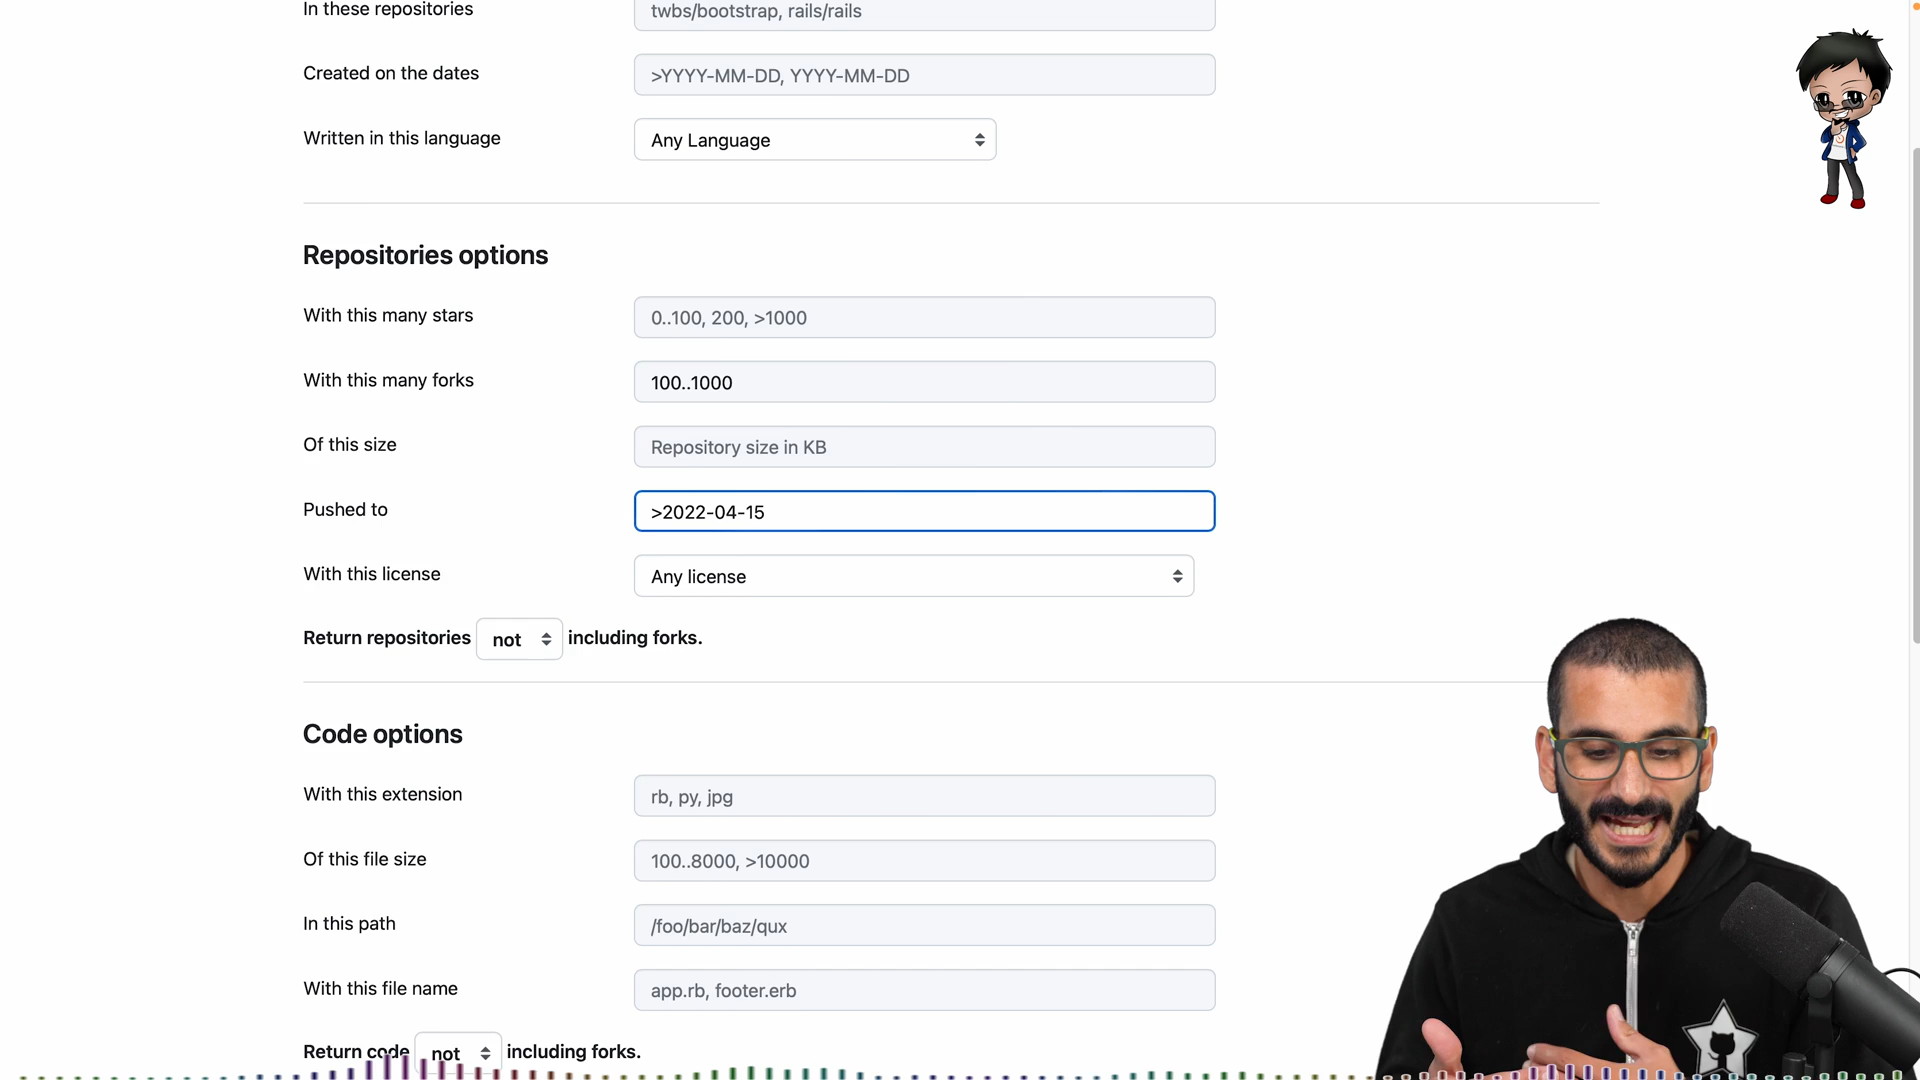 In these repositories twbs/bootstrap, rails/rails
Created on the dates >YYYY-MM-DD, YYYY-MM-DD
Written in this language Any Language
Repositories options
With this many stars 0..100, 200, >1000
With this many forks 100..1000
Of this size Repository size in KB
Pushed to >2022-04-15
With this license Any license
Return repositories not including forks.
Code options
With this extension rb, py, jpg
Of this file size 100..8000, >10000
In this path /foo/bar/baz/qux
With this file name app.rb, footer.erb
Return code not including forks.